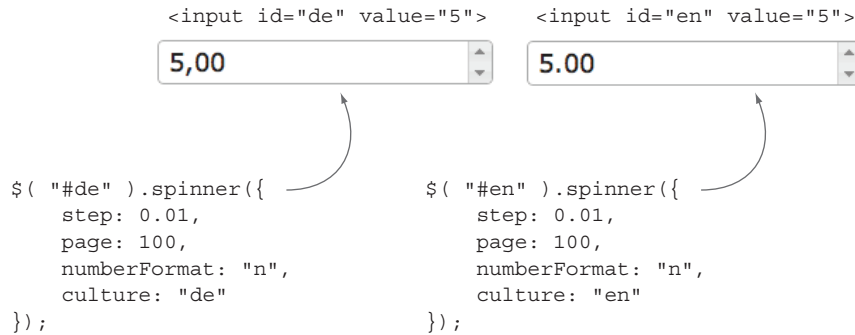 <input id="de" value="5">
5,00
$( "#de" ).spinner({
    step: 0.01,
    page: 100,
    numberFormat: "n",
    culture: "de"
});
<input id="en" value="5">
5.00
$( "#en" ).spinner({
    step: 0.01,
    page: 100,
    numberFormat: "n",
    culture: "en"
});